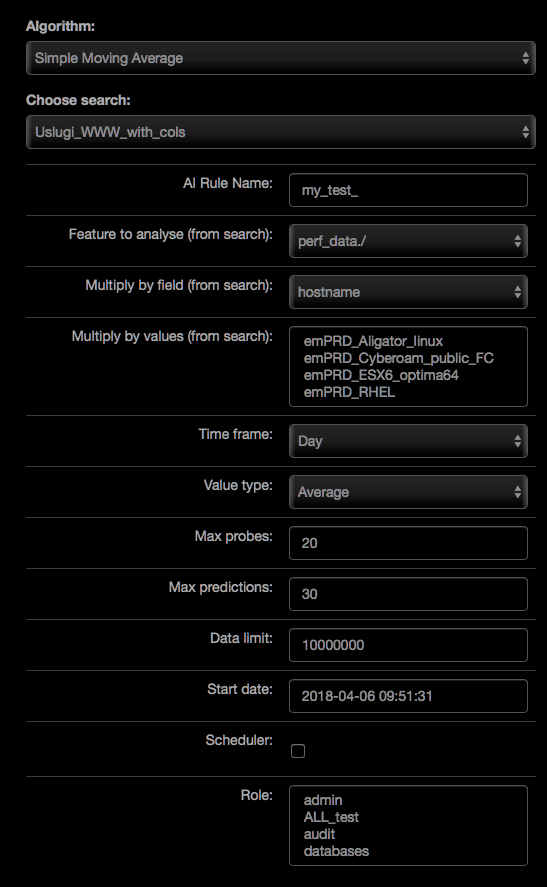 Algorithm:
Simple Moving Average
Choose search:
Uslugi_WWW_with_cols
AI Rule Name:
my_test_
Feature to analyse (from search):
perf_data./
Multiply by field (from search):
hostname
Multiply by values (from search):
emPRD_Aligator_linux
emPRD_Cyberoam_public_FC
emPRD_ESX6_optima64
emPRD_RHEL
Time frame:
Day
Value type:
Average
Max probes:
20
Max predictions:
30
Data limit:
10000000
Start date:
2018-04-06 09:51:31
Scheduler:
Role:
admin
ALL_test
audit
databases